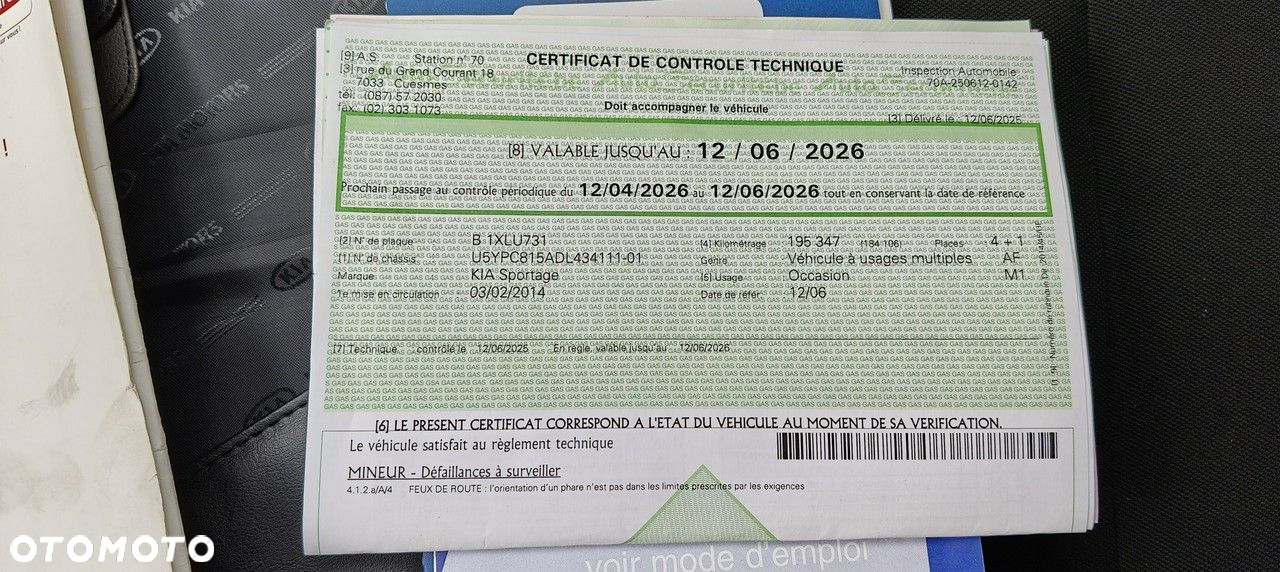 [9] A.S. Station n° 70
[3] rue du Grand Courant 18
7033 Cuesmes
tél: (087) 57 2030
fax: (02) 303 1073
CERTIFICAT DE CONTROLE TECHNIQUE
Doit accompagner le véhicule
Inspection Automobile
70A-250612-0142
[3] Délivré le : 12/06/2025
[8] VALABLE JUSQU'AU : 12 / 06 / 2026
Prochain passage au contrôle périodique du 12/04/2026 au 12/06/2026 tout en conservant la date de référence
[2] N° de plaque B 1XLU731 [4] Kilométrage 195 347 (184 106) Places 4 + 1
[1] N° de chassis U5YPC815ADL434111-01 Genre Véhicule à usages multiples AF
Marque KIA Sportage [5] Usage Occasion M1
1e mise en circulation 03/02/2014 Date de réfer. 12/06
[7] Technique contrôlé le 12/06/2025 En regle, valable jusqu'au 12/06/2026
[6] LE PRESENT CERTIFICAT CORRESPOND A L'ETAT DU VEHICULE AU MOMENT DE SA VERIFICATION.
Le véhicule satisfait au règlement technique
MINEUR - Défaillances à surveiller
4.1.2.a/A/4 FEUX DE ROUTE : l'orientation d'un phare n'est pas dans les limites prescrites par les exigences
voir mode d'emploi
KIA MOTORS
KIA
OTOMOTO